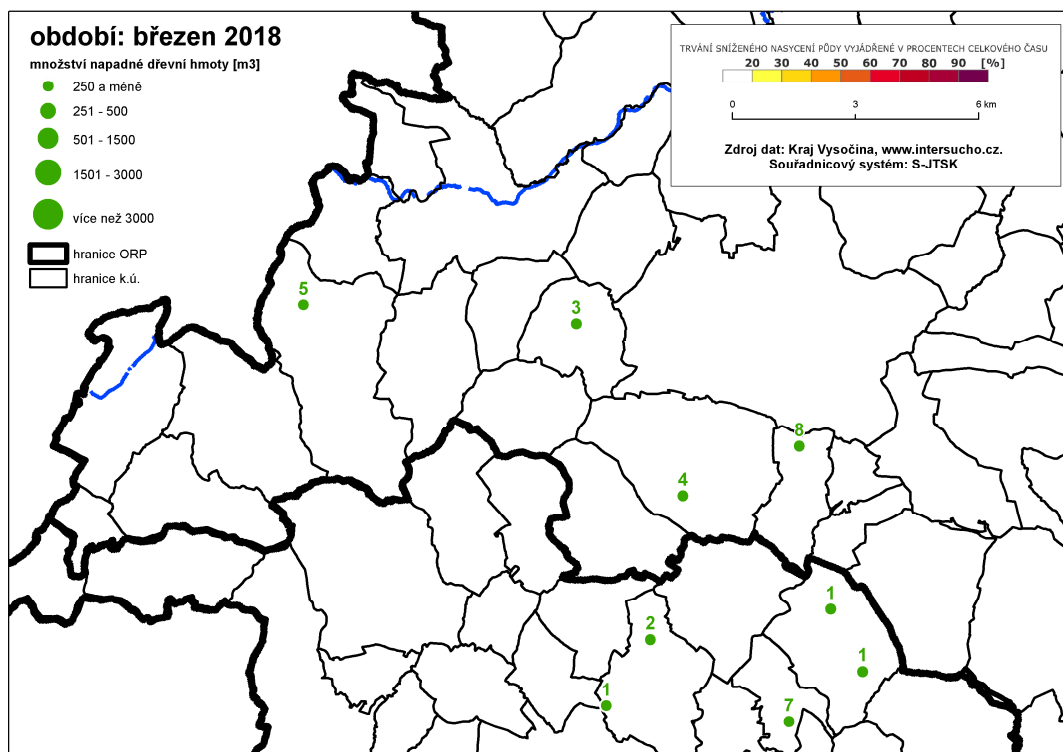 období: březen 2018
množství napadné dřevní hmoty [m3]
250 a méně
251 - 500
501 - 1500
1501 - 3000
více než 3000
hranice ORP
hranice k.ú.
TRVÁNÍ SNÍŽENÉHO NASYCENÍ PŮDY VYJÁDŘENÉ V PROCENTECH CELKOVÉHO ČASU
20 30 40 50 60 70 80 90 [%]
0 3 6 km
Zdroj dat: Kraj Vysočina, www.intersucho.cz.
Souřadnicový systém: S-JTSK
5
3
8
4
1
2
1
1
7